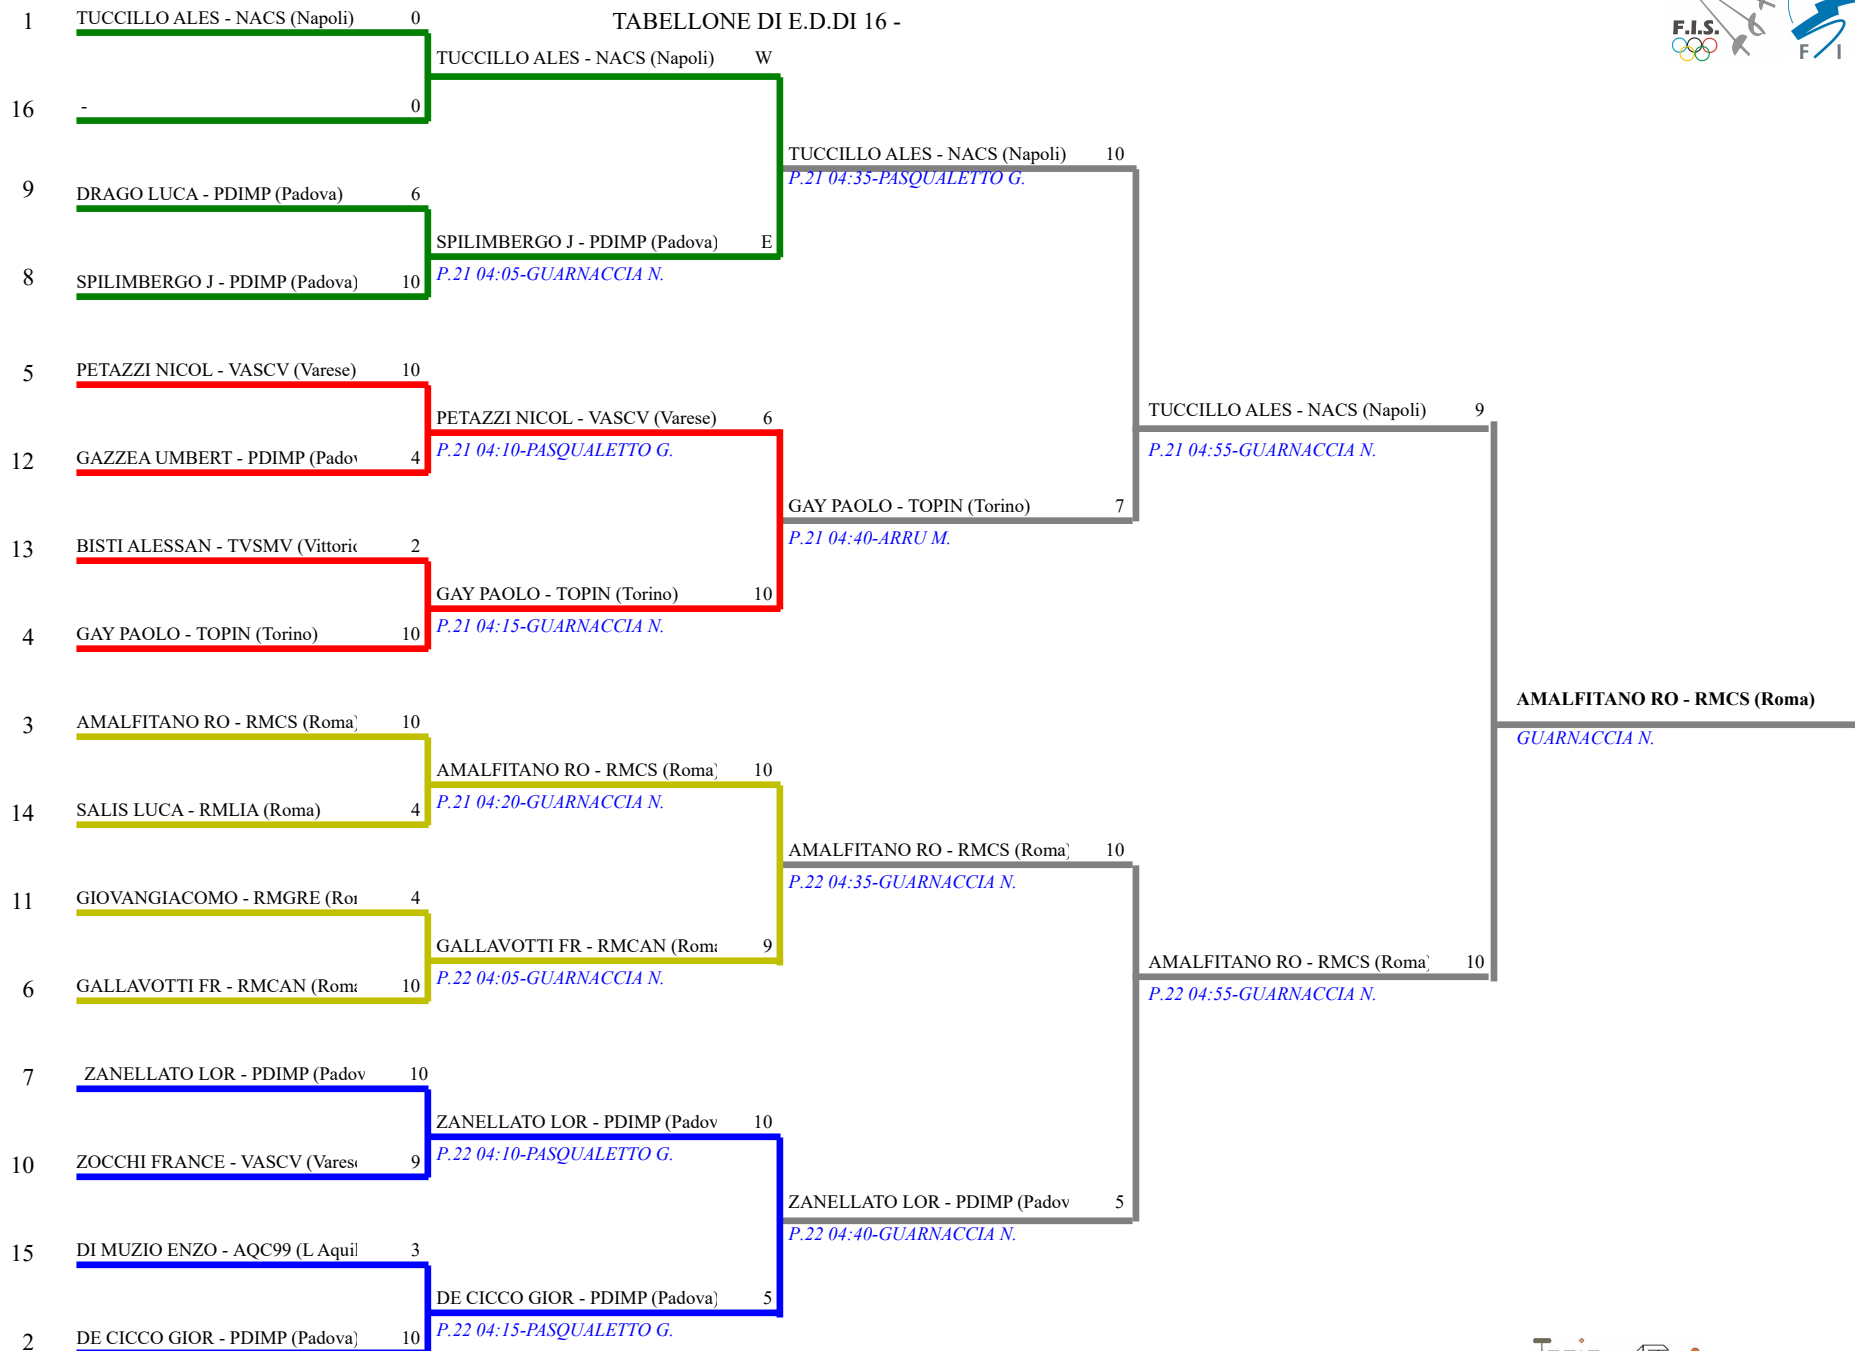 TABELLONE DI E.D.DI 16 -
F.I.S.
F I
1 TUCCILLO ALES - NACS (Napoli) 0
TUCCILLO ALES - NACS (Napoli) W
16 - 0
TUCCILLO ALES - NACS (Napoli) 10
P.21 04:35-PASQUALETTO G.
9 DRAGO LUCA - PDIMP (Padova) 6
SPILIMBERGO J - PDIMP (Padova) E
P.21 04:05-GUARNACCIA N.
8 SPILIMBERGO J - PDIMP (Padova) 10
5 PETAZZI NICOL - VASCV (Varese) 10
TUCCILLO ALES - NACS (Napoli) 9
P.21 04:55-GUARNACCIA N.
PETAZZI NICOL - VASCV (Varese) 6
P.21 04:10-PASQUALETTO G.
12 GAZZEA UMBERT - PDIMP (Padov 4
GAY PAOLO - TOPIN (Torino) 7
P.21 04:40-ARRU M.
13 BISTI ALESSAN - TVSMV (Vittorio 2
GAY PAOLO - TOPIN (Torino) 10
P.21 04:15-GUARNACCIA N.
4 GAY PAOLO - TOPIN (Torino) 10
AMALFITANO RO - RMCS (Roma)
GUARNACCIA N.
3 AMALFITANO RO - RMCS (Roma) 10
AMALFITANO RO - RMCS (Roma) 10
P.21 04:20-GUARNACCIA N.
14 SALIS LUCA - RMLIA (Roma) 4
AMALFITANO RO - RMCS (Roma) 10
P.22 04:35-GUARNACCIA N.
11 GIOVANGIACOMO - RMGRE (Rom 4
GALLAVOTTI FR - RMCAN (Roma 9
P.22 04:05-GUARNACCIA N.
6 GALLAVOTTI FR - RMCAN (Roma 10
AMALFITANO RO - RMCS (Roma) 10
P.22 04:55-GUARNACCIA N.
7 ZANELLATO LOR - PDIMP (Padov 10
ZANELLATO LOR - PDIMP (Padov 10
P.22 04:10-PASQUALETTO G.
10 ZOCCHI FRANCE - VASCV (Varese 9
ZANELLATO LOR - PDIMP (Padov 5
P.22 04:40-GUARNACCIA N.
15 DI MUZIO ENZO - AQC99 (L Aquil 3
DE CICCO GIOR - PDIMP (Padova) 5
P.22 04:15-PASQUALETTO G.
2 DE CICCO GIOR - PDIMP (Padova) 10